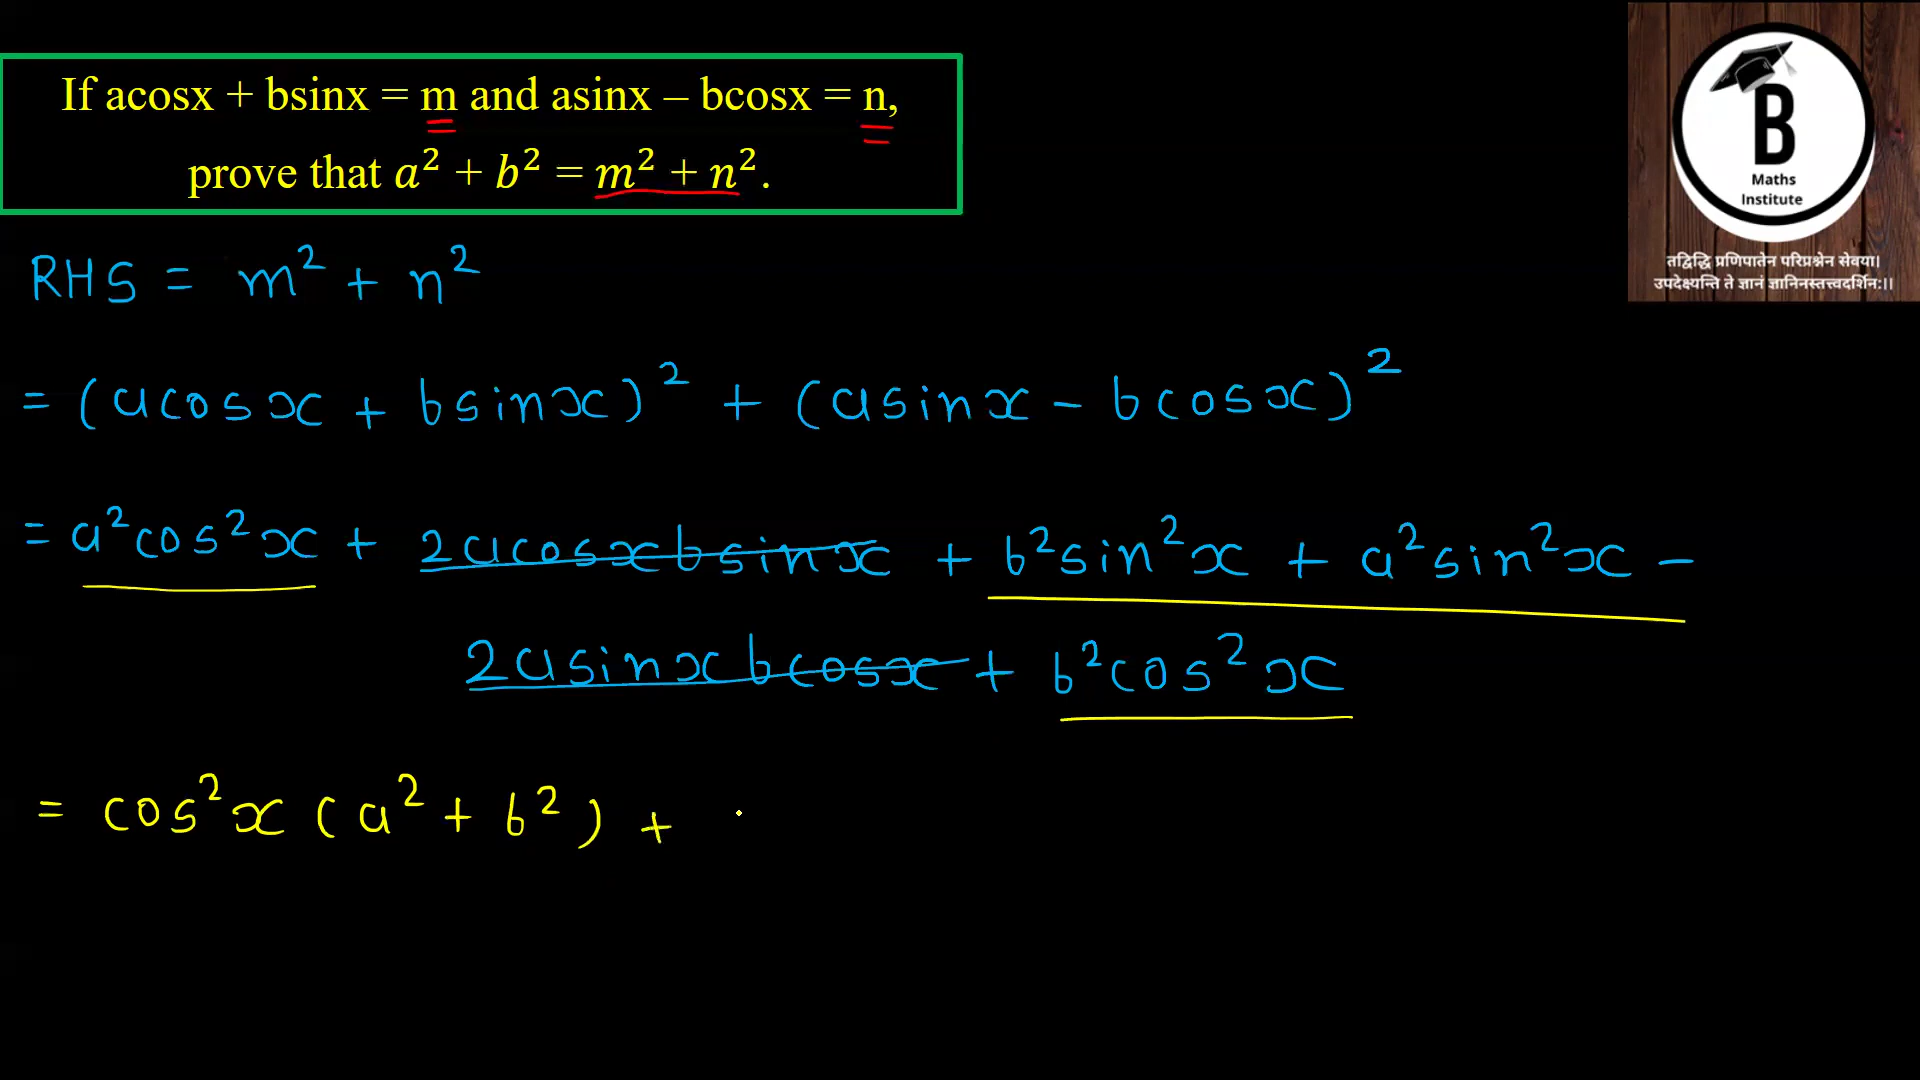 If acosx + bsinx = m and asinx – bcosx = n,
prove that a² + b² = m² + n².
B
Maths
Institute
तद्विद्धि प्रणिपातेन परिप्रश्नेन सेवया।
उपदेक्ष्यन्ति ते ज्ञानं ज्ञानिनस्तत्त्वदर्शिन:।।
RHS = m² + n²
= (acosx + bsinx)² + (asinx - bcosx)²
= a²cos²x + 2acosxbsinx + b²sin²x + a²sin²x -
2asinxbcosx + b²cos²x
= cos²x (a² + b²) +